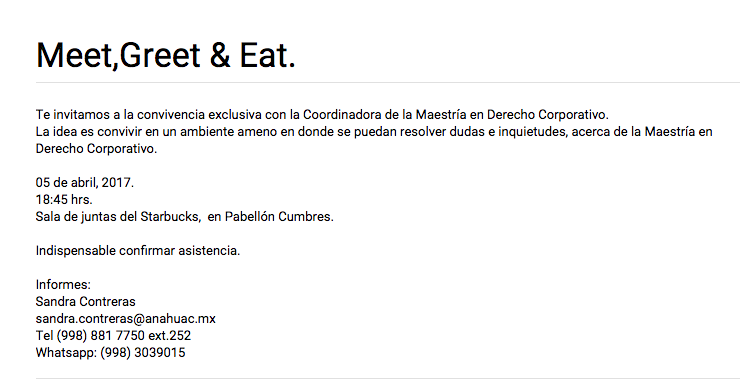 Meet,Greet & Eat.
Te invitamos a la convivencia exclusiva con la Coordinadora de la Maestría en Derecho Corporativo.
La idea es convivir en un ambiente ameno en donde se puedan resolver dudas e inquietudes, acerca de la Maestría en
Derecho Corporativo.
05 de abril, 2017.
18:45 hrs.
Sala de juntas del Starbucks,  en Pabellón Cumbres.
Indispensable confirmar asistencia.
Informes:
Sandra Contreras
sandra.contreras@anahuac.mx
Tel (998) 881 7750 ext.252
Whatsapp: (998) 3039015